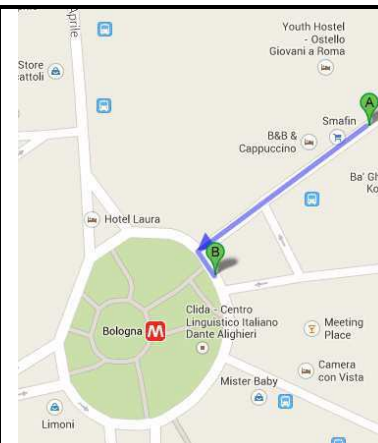 Aprile
Youth Hostel
- Ostello
Giovani a Roma
Store
cattoli
A
Smafin
B&B &
Cappuccino
Ba' Gh
Ko
Hotel Laura
B
Clida - Centro
Linguistico Italiano
Dante Alighieri
Bologna M
Meeting
Place
Camera
con Vista
Mister Baby
Limoni